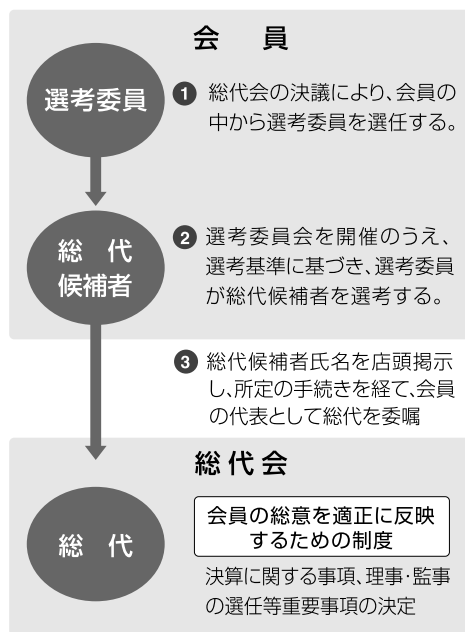 会　員
選考委員
❶ 総代会の決議により、会員の
中から選考委員を選任する。
総　代
候補者
❷ 選考委員会を開催のうえ、
選考基準に基づき、選考委員
が総代候補者を選考する。
❸ 総代候補者氏名を店頭掲示
し、所定の手続きを経て、会員
の代表として総代を委嘱
総代会
総　代
会員の総意を適正に反映
するための制度
決算に関する事項、理事・監事
の選任等重要事項の決定